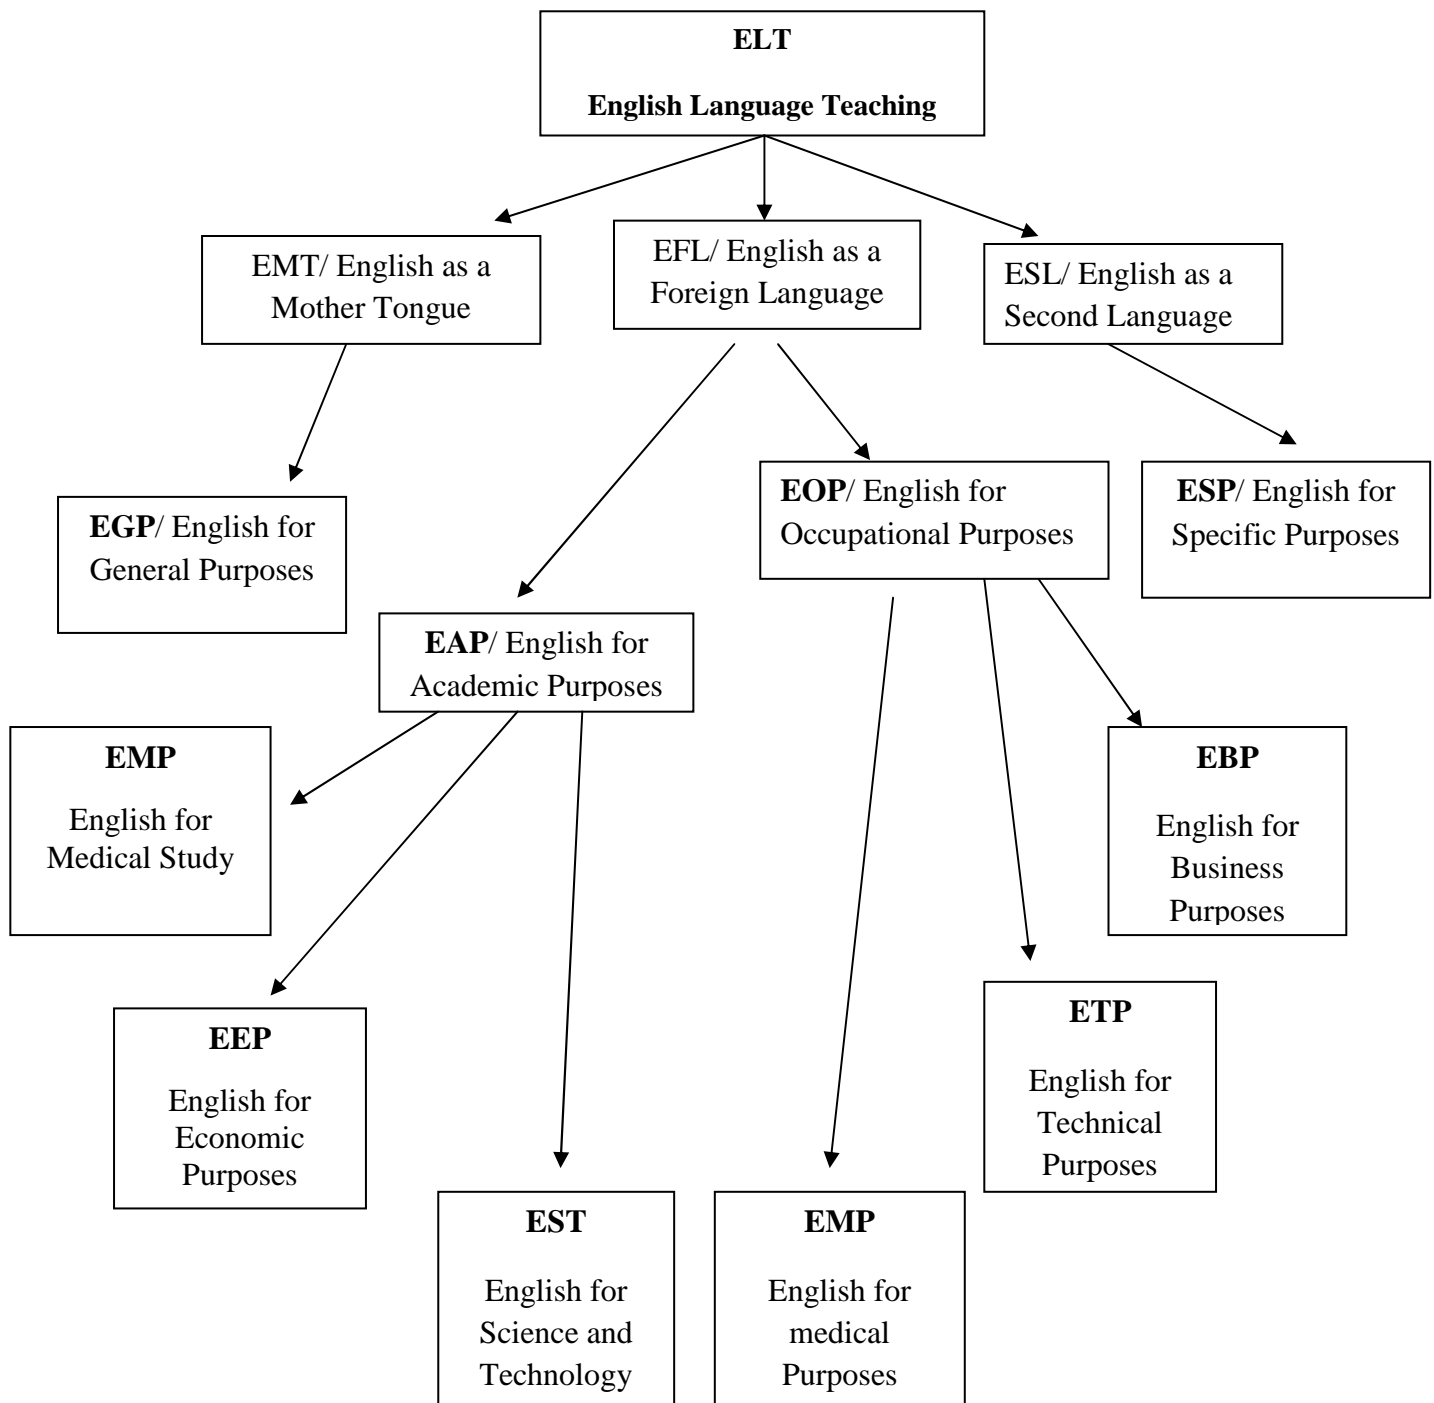 ELT
English Language Teaching
EMT/ English as a
Mother Tongue
EFL/ English as a
Foreign Language
ESL/ English as a
Second Language
EGP/ English for
General Purposes
EOP/ English for
Occupational Purposes
ESP/ English for
Specific Purposes
EAP/ English for
Academic Purposes
EMP
English for
Medical Study
EBP
English for
Business
Purposes
EEP
English for
Economic
Purposes
ETP
English for
Technical
Purposes
EST
English for
Science and
Technology
EMP
English for
medical
Purposes